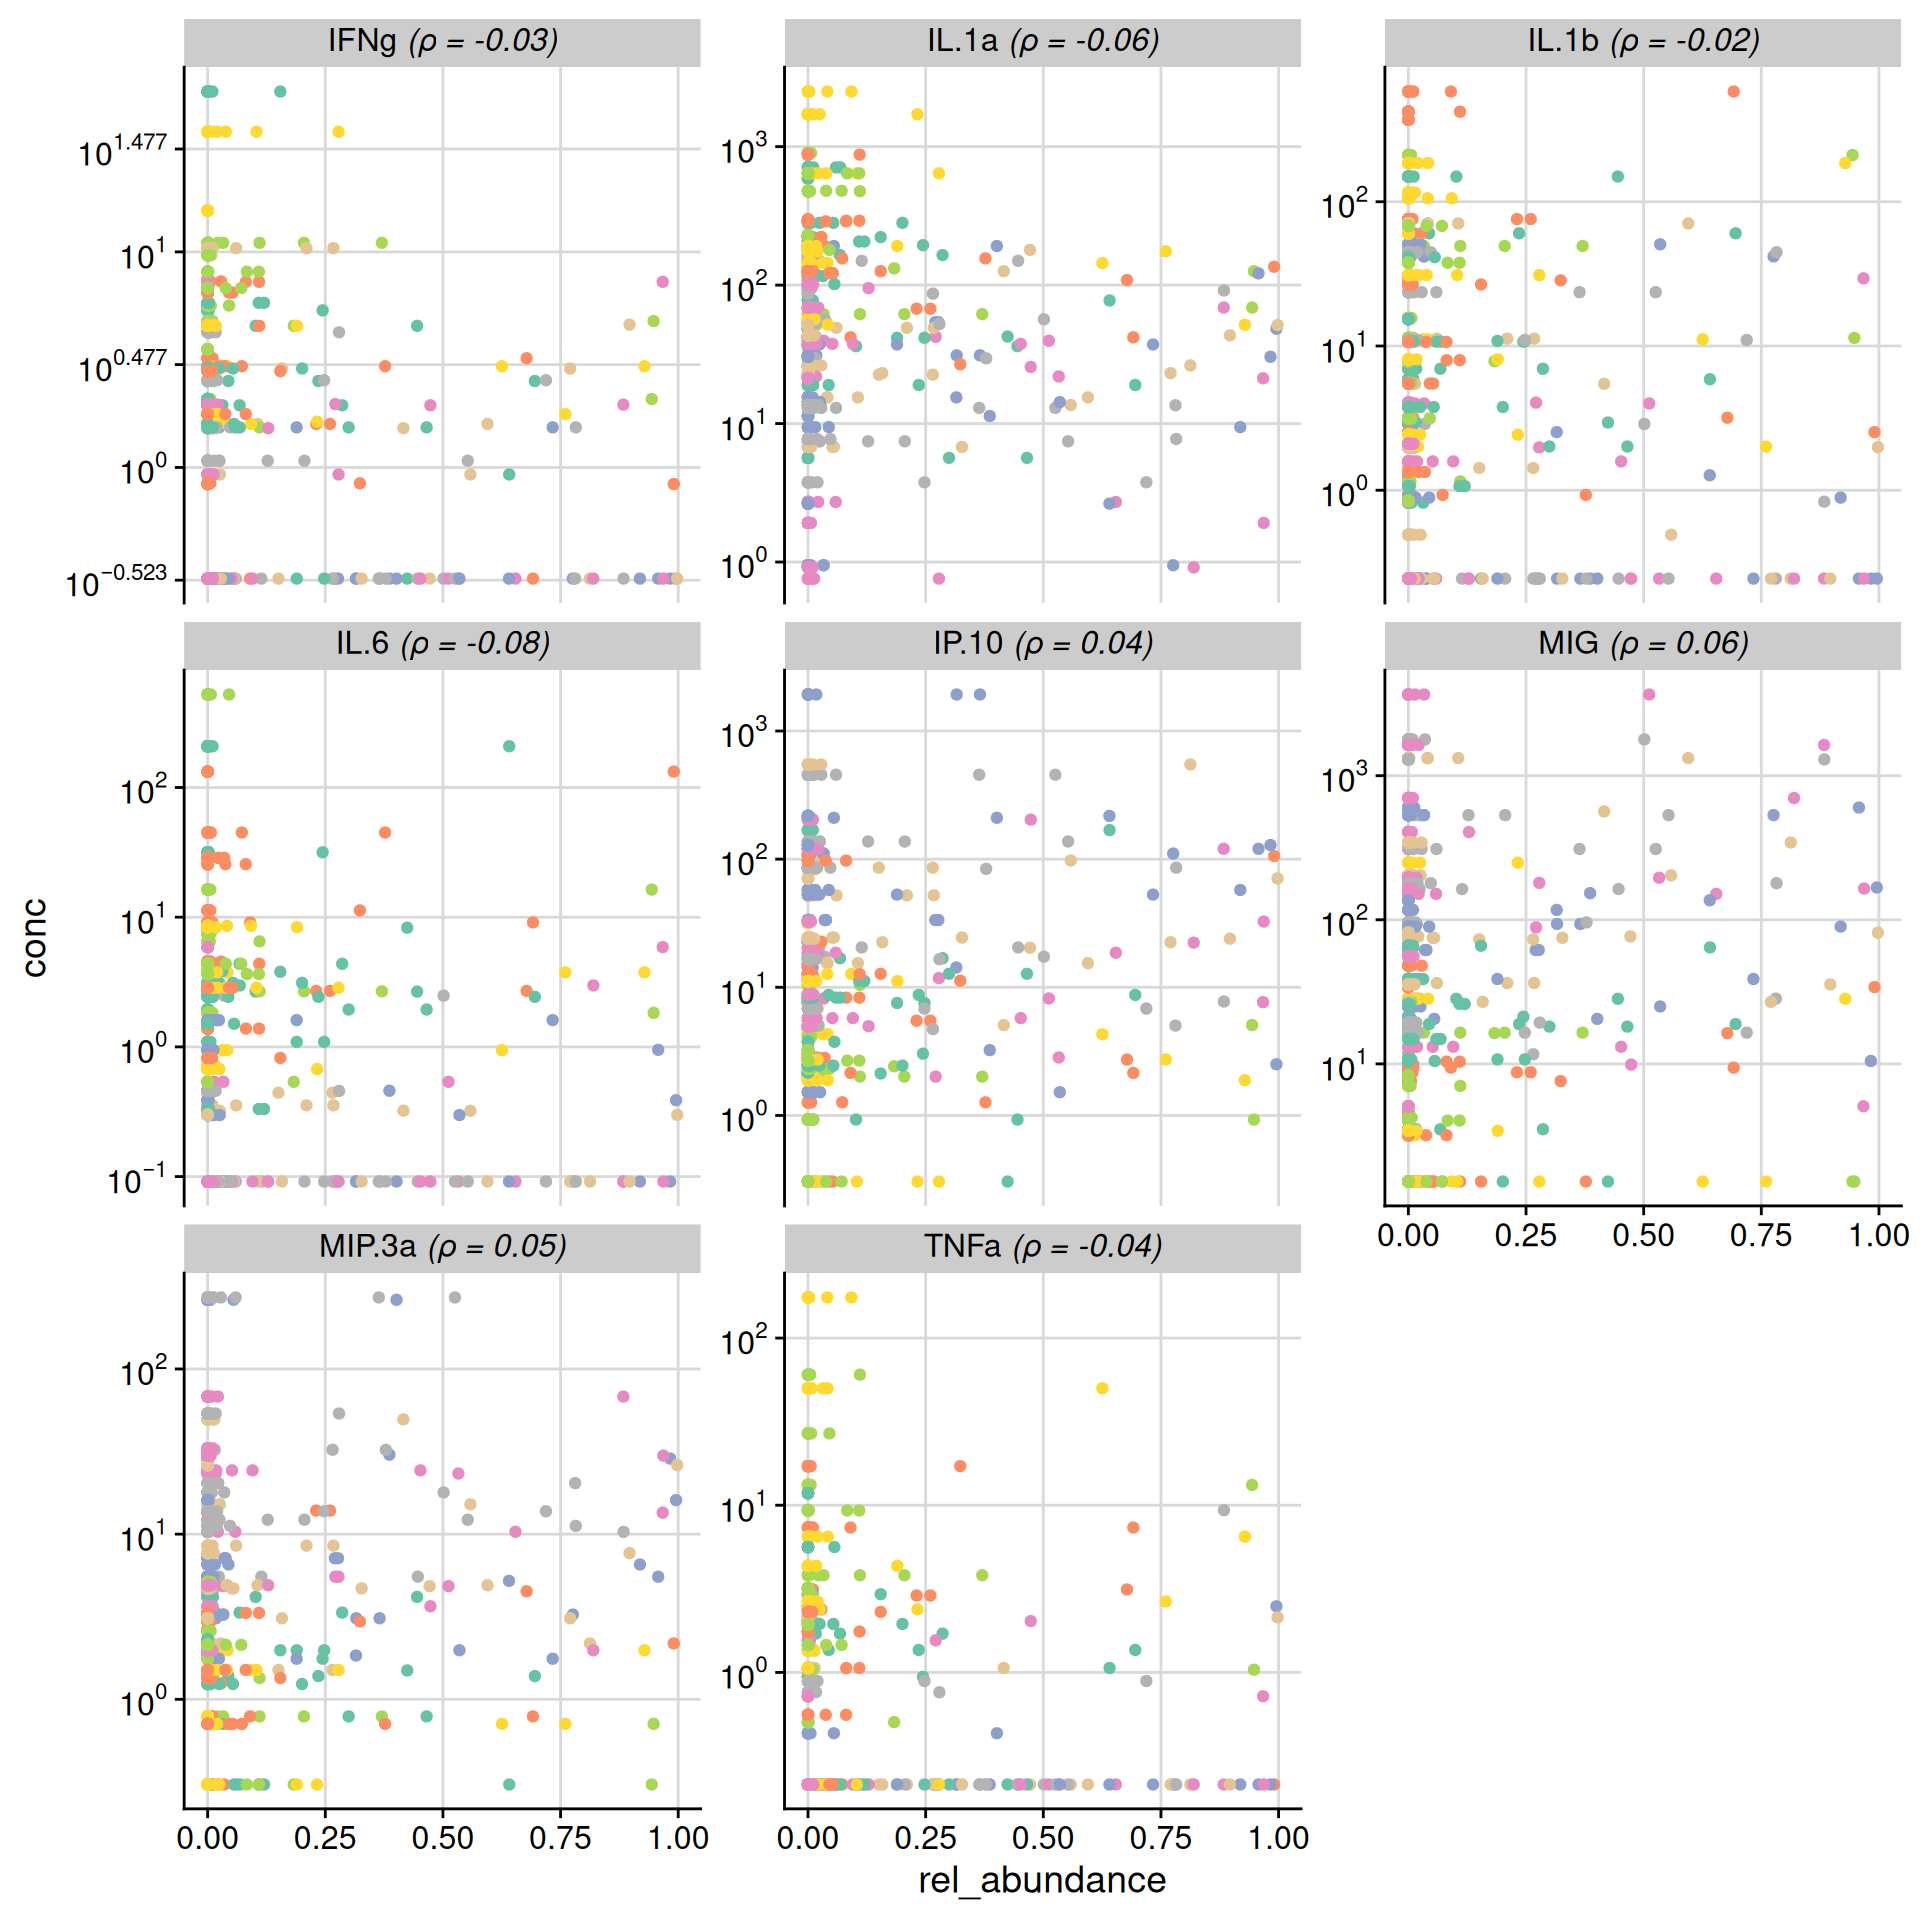 IFNg (ρ = -0.03)
IL.1a (ρ = -0.06)
IL.1b (ρ = -0.02)
10^1.477
10^1
10^0.477
10^0
10^−0.523
10^3
10^2
10^1
10^0
10^2
10^1
10^0
IL.6 (ρ = -0.08)
IP.10 (ρ = 0.04)
MIG (ρ = 0.06)
10^2
10^1
10^0
10^−1
10^3
10^2
10^1
10^0
10^3
10^2
10^1
0.00 0.25 0.50 0.75 1.00
conc
MIP.3a (ρ = 0.05)
TNFa (ρ = -0.04)
10^2
10^1
10^0
10^2
10^1
10^0
0.00 0.25 0.50 0.75 1.00
0.00 0.25 0.50 0.75 1.00
rel_abundance